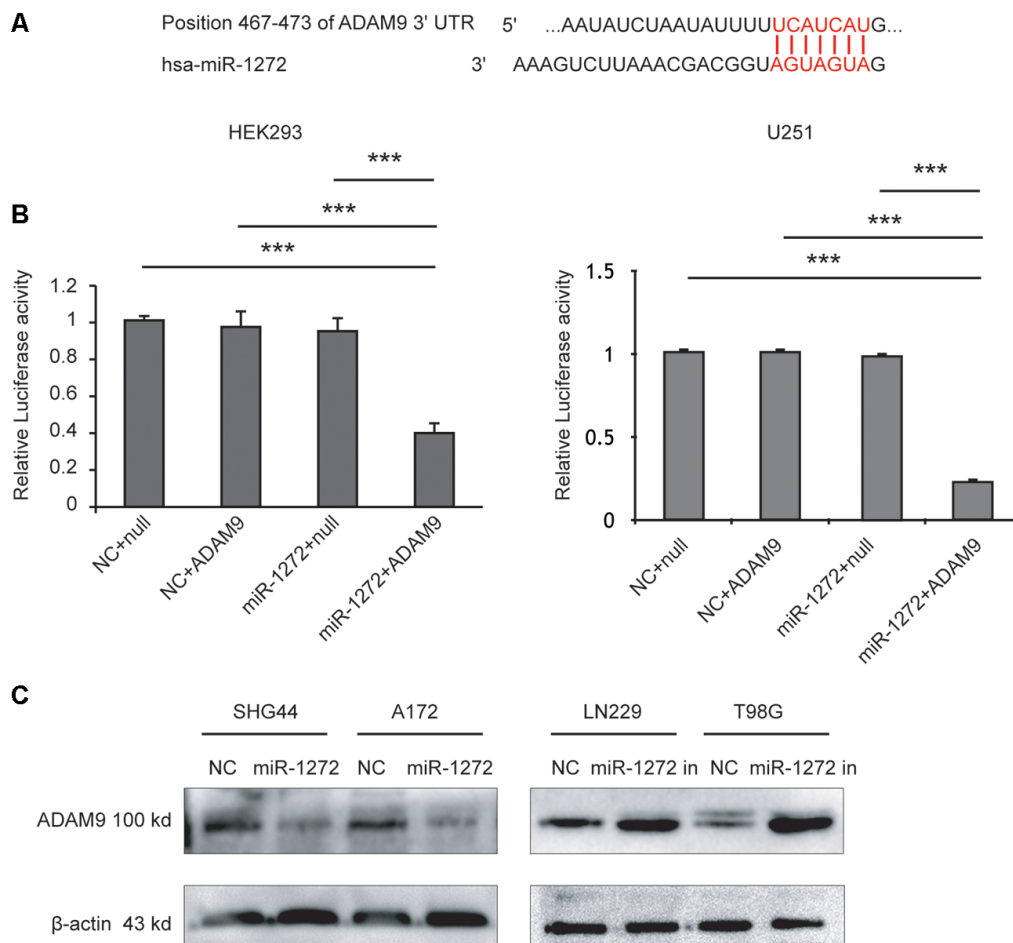 A
Position 467-473 of ADAM9 3' UTR 5' ...AAUAUCUAAUAUUUUUCAUCAUG...
hsa-miR-1272 3' AAAGUCUUAAACGACGGUAGUAGUAG
B
HEK293
***
***
***
Relative Luciferase acivity
1.2
1
0.8
0.6
0.4
0.2
0
NC+null
NC+ADAM9
miR-1272+null
miR-1272+ADAM9
U251
***
***
***
Relative Luciferase acivity
1.5
1
0.5
0
NC+null
NC+ADAM9
miR-1272+null
miR-1272+ADAM9
C
SHG44 A172 LN229 T98G
NC miR-1272 NC miR-1272 NC miR-1272 in NC miR-1272 in
ADAM9 100 kd
β-actin 43 kd